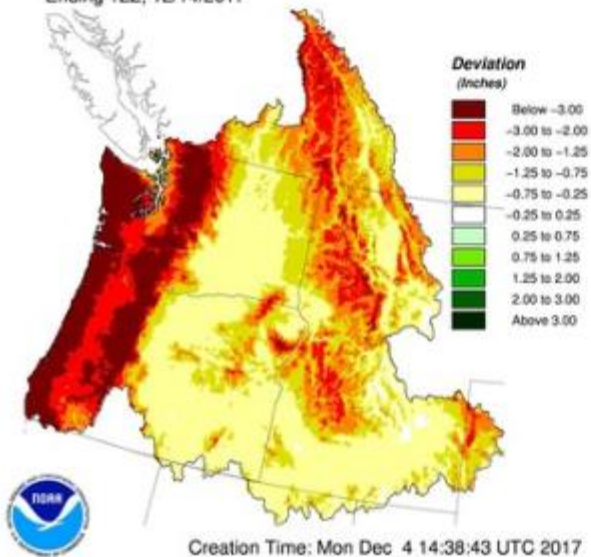 Deviation
(Inches)
Below -3.00
-3.00 to -2.00
-2.00 to -1.25
-1.25 to -0.75
-0.75 to -0.25
-0.25 to 0.25
0.25 to 0.75
0.75 to 1.25
1.25 to 2.00
2.00 to 3.00
Above 3.00
NOAA
Creation Time: Mon Dec 4 14:38:43 UTC 2017